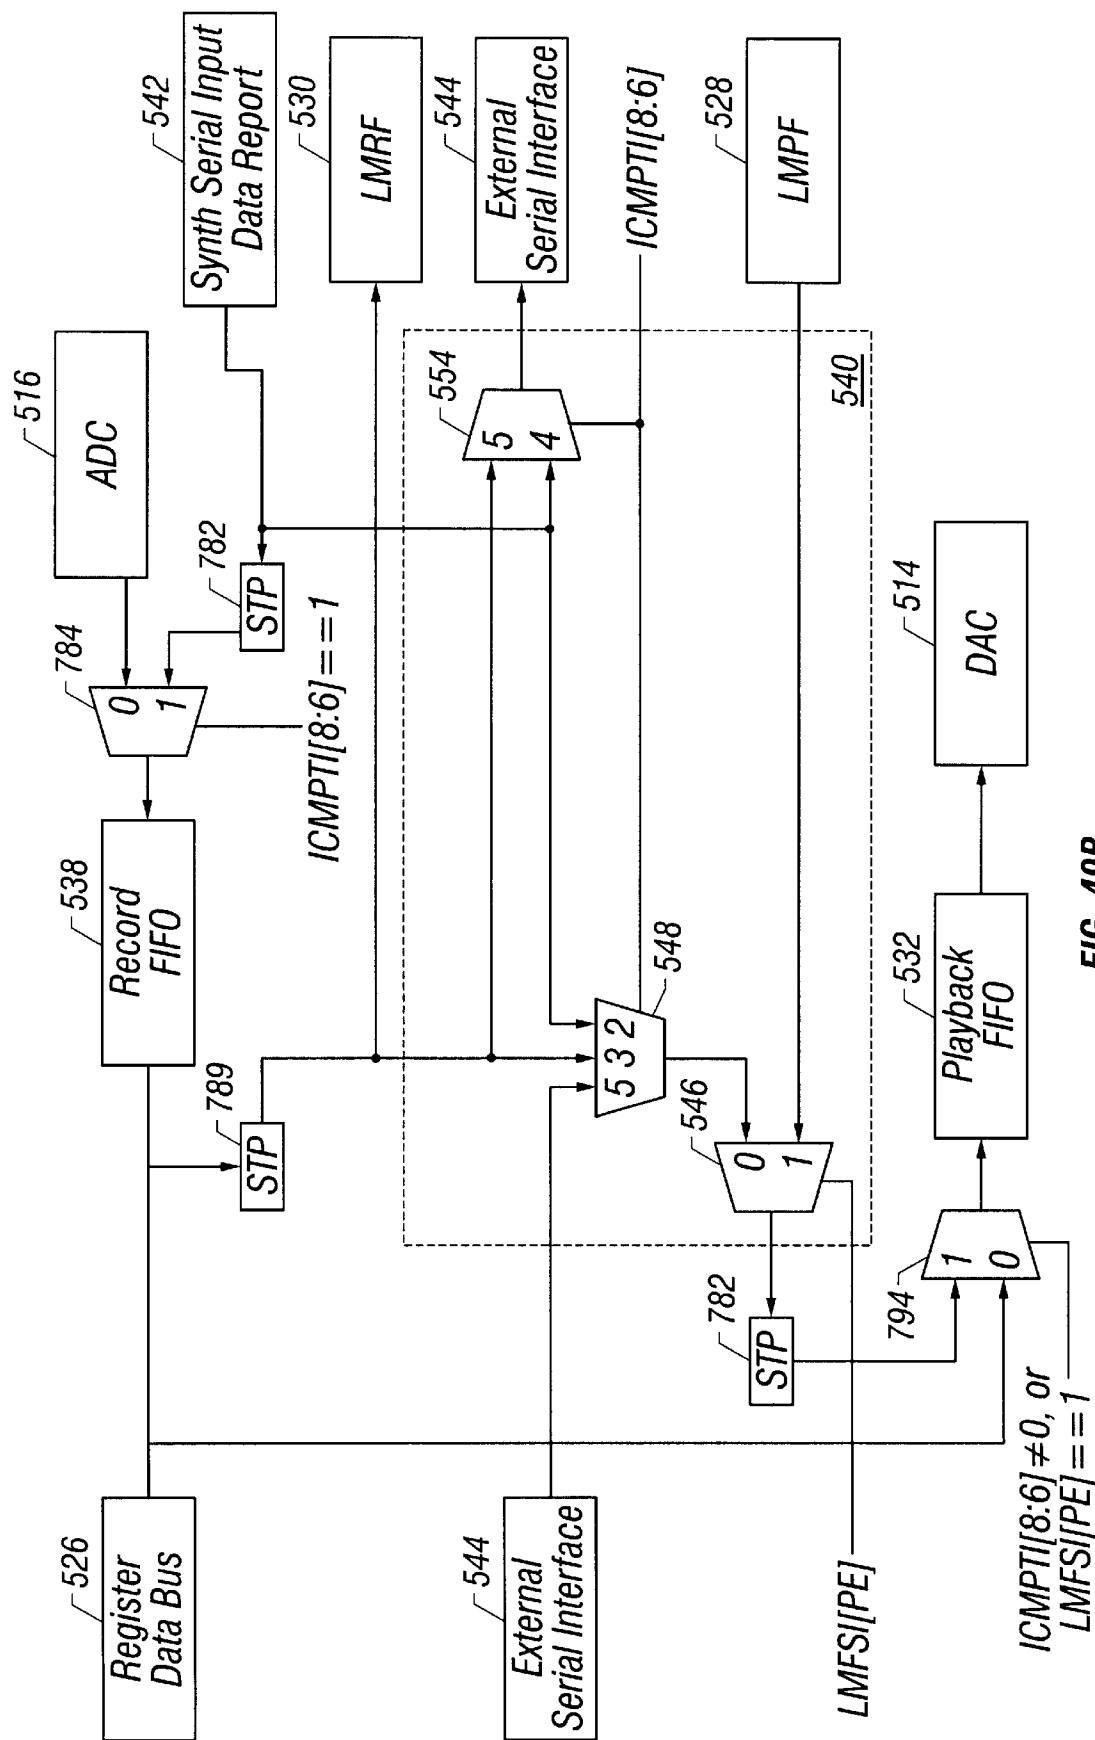 542
Synth Serial Input
Data Report
530
LMRF
544
External
Serial Interface
ICMPTI[8:6]
528
LMPF
516
ADC
782
STP
784
0
1
ICMPTI[8:6]==1
554
5
4
540
538
Record
FIFO
789
STP
548
5 3 2
546
0
1
514
DAC
532
Playback
FIFO
782
STP
794
1
0
526
Register
Data Bus
544
External
Serial Interface
LMFSI[PE]
ICMPTI[8:6]≠0, or
LMFSI[PE]==1
FIG. 49B